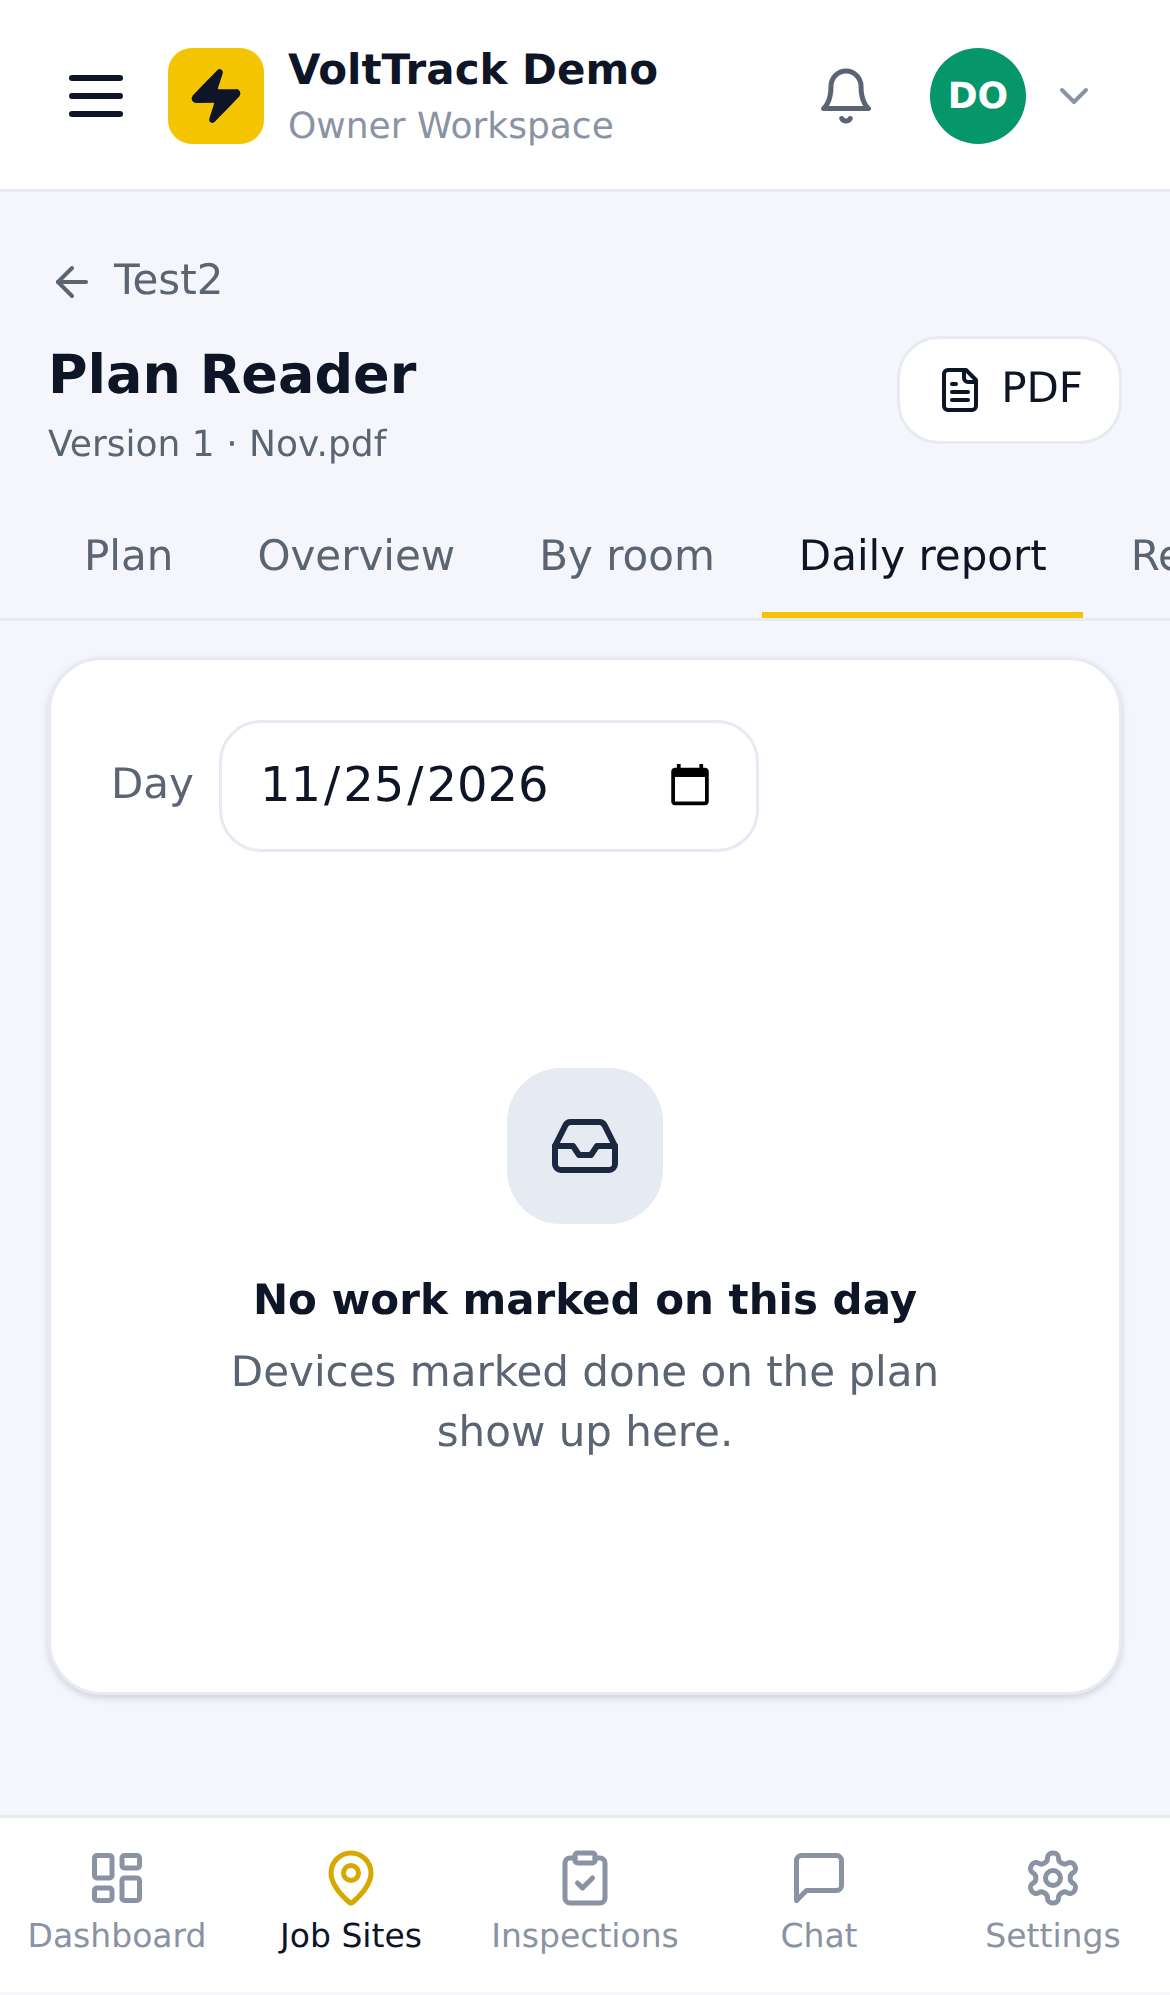 VoltTrack Demo
Owner Workspace
DO
Test2
Plan Reader
Version 1 · Nov.pdf
PDF
Plan
Overview
By room
Daily report
Re
Day
11/25/2026
No work marked on this day
Devices marked done on the plan
show up here.
Dashboard
Job Sites
Inspections
Chat
Settings